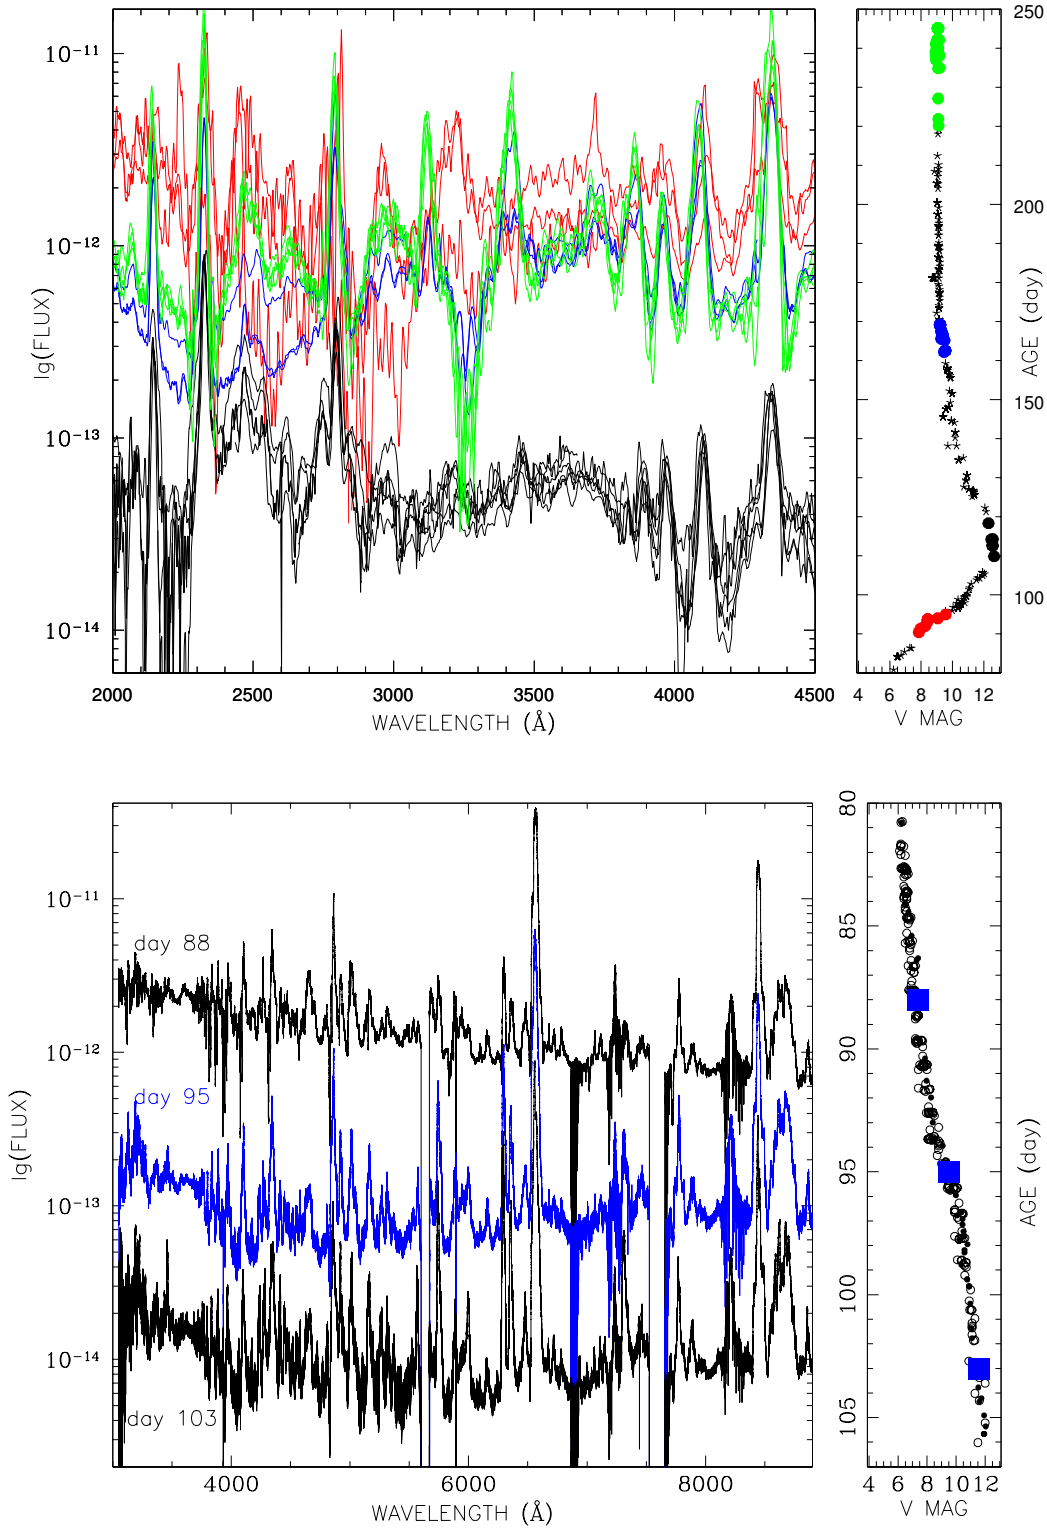 10⁻¹¹
10⁻¹²
10⁻¹³
10⁻¹⁴
lg(FLUX)
2000 2500 3000 3500 4000 4500
WAVELENGTH (Å)
250
200
150
100
AGE (day)
4 6 8 10 12
V MAG
10⁻¹¹
10⁻¹²
10⁻¹³
10⁻¹⁴
lg(FLUX)
day 88
day 95
day 103
4000 6000 8000
WAVELENGTH (Å)
80
85
90
95
100
105
AGE (day)
4 6 8 10 12
V MAG